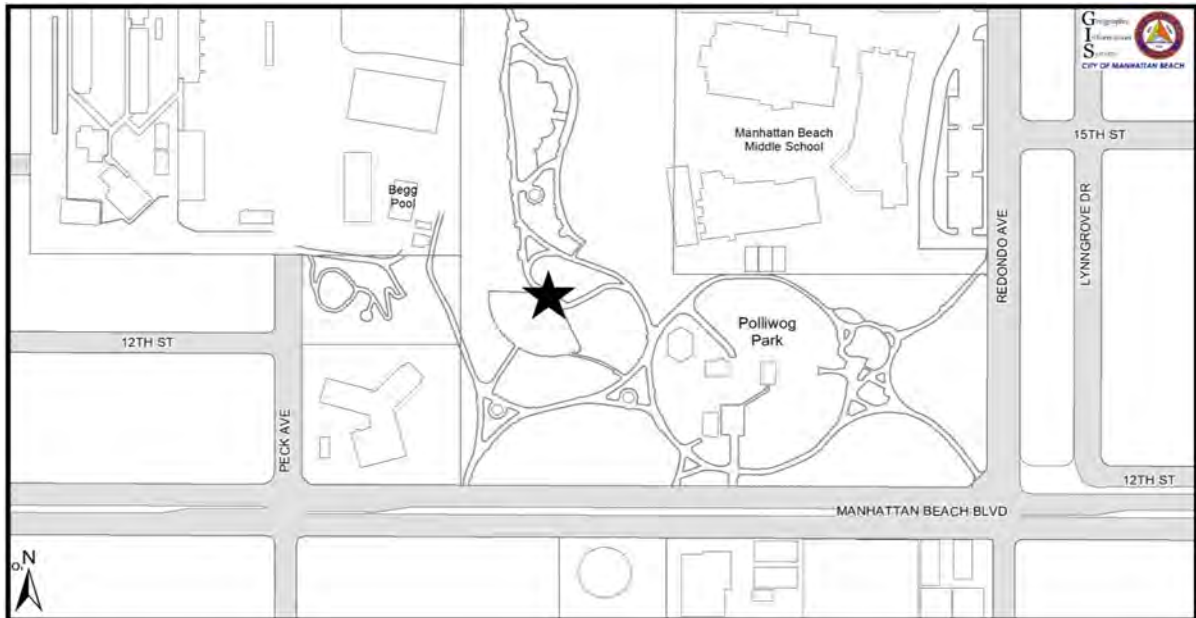 Geographic
Information
System
CITY OF MANHATTAN BEACH
15TH ST
Manhattan Beach
Middle School
Begg
Pool
REDONDO AVE
LYNNGROVE DR
Polliwog
Park
12TH ST
PECK AVE
12TH ST
MANHATTAN BEACH BLVD
N